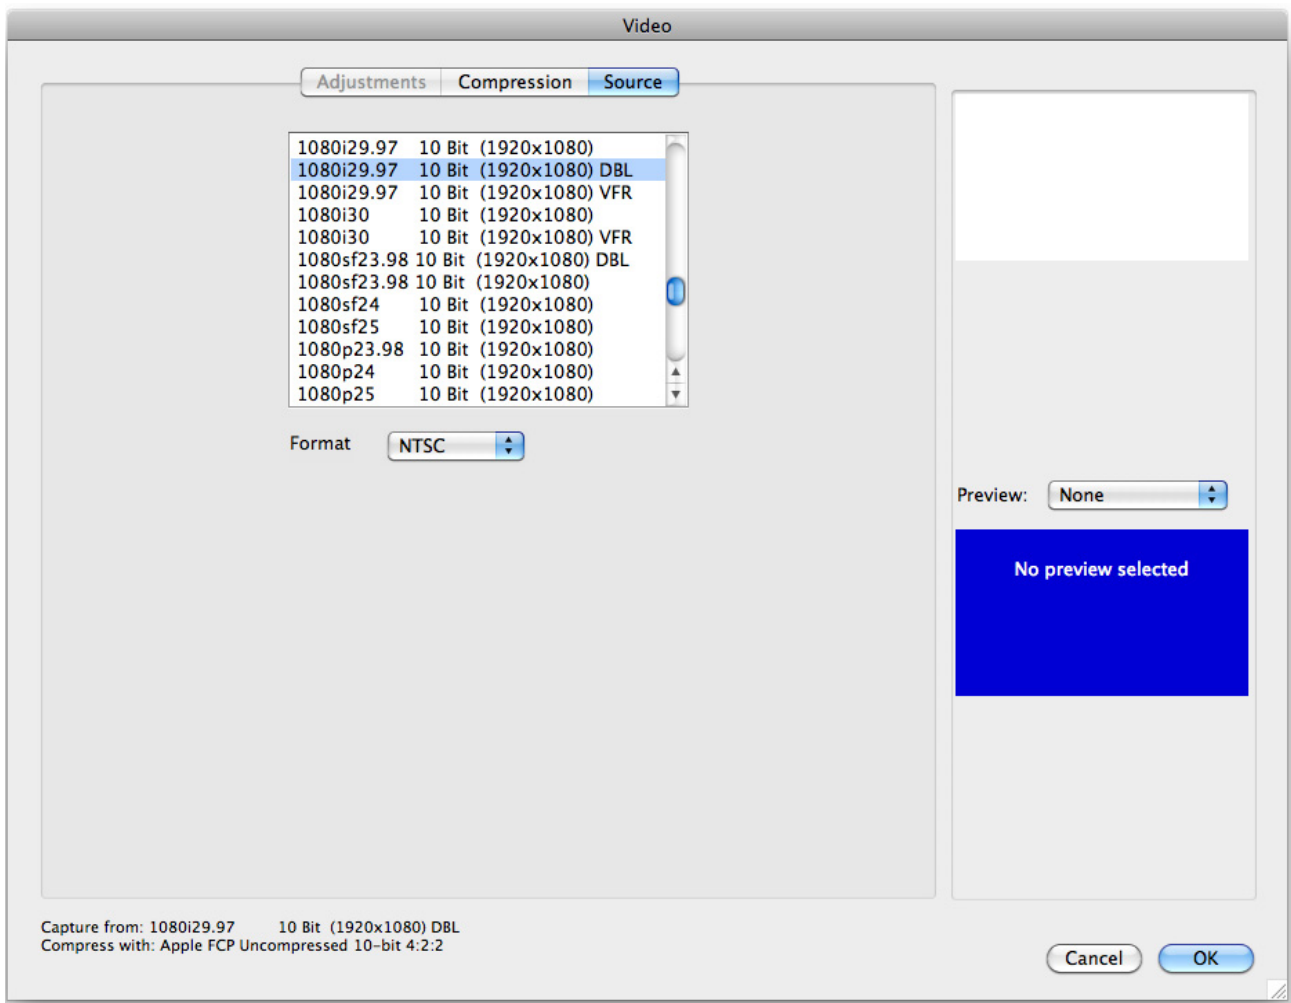 Video
Adjustments Compression Source
1080i29.97 10 Bit (1920x1080)
1080i29.97 10 Bit (1920x1080) DBL
1080i29.97 10 Bit (1920x1080) VFR
1080i30 10 Bit (1920x1080)
1080i30 10 Bit (1920x1080) VFR
1080sf23.98 10 Bit (1920x1080) DBL
1080sf23.98 10 Bit (1920x1080)
1080sf24 10 Bit (1920x1080)
1080sf25 10 Bit (1920x1080)
1080p23.98 10 Bit (1920x1080)
1080p24 10 Bit (1920x1080)
1080p25 10 Bit (1920x1080)
Format NTSC
Preview: None
No preview selected
Capture from: 1080i29.97 10 Bit (1920x1080) DBL
Compress with: Apple FCP Uncompressed 10-bit 4:2:2
Cancel OK